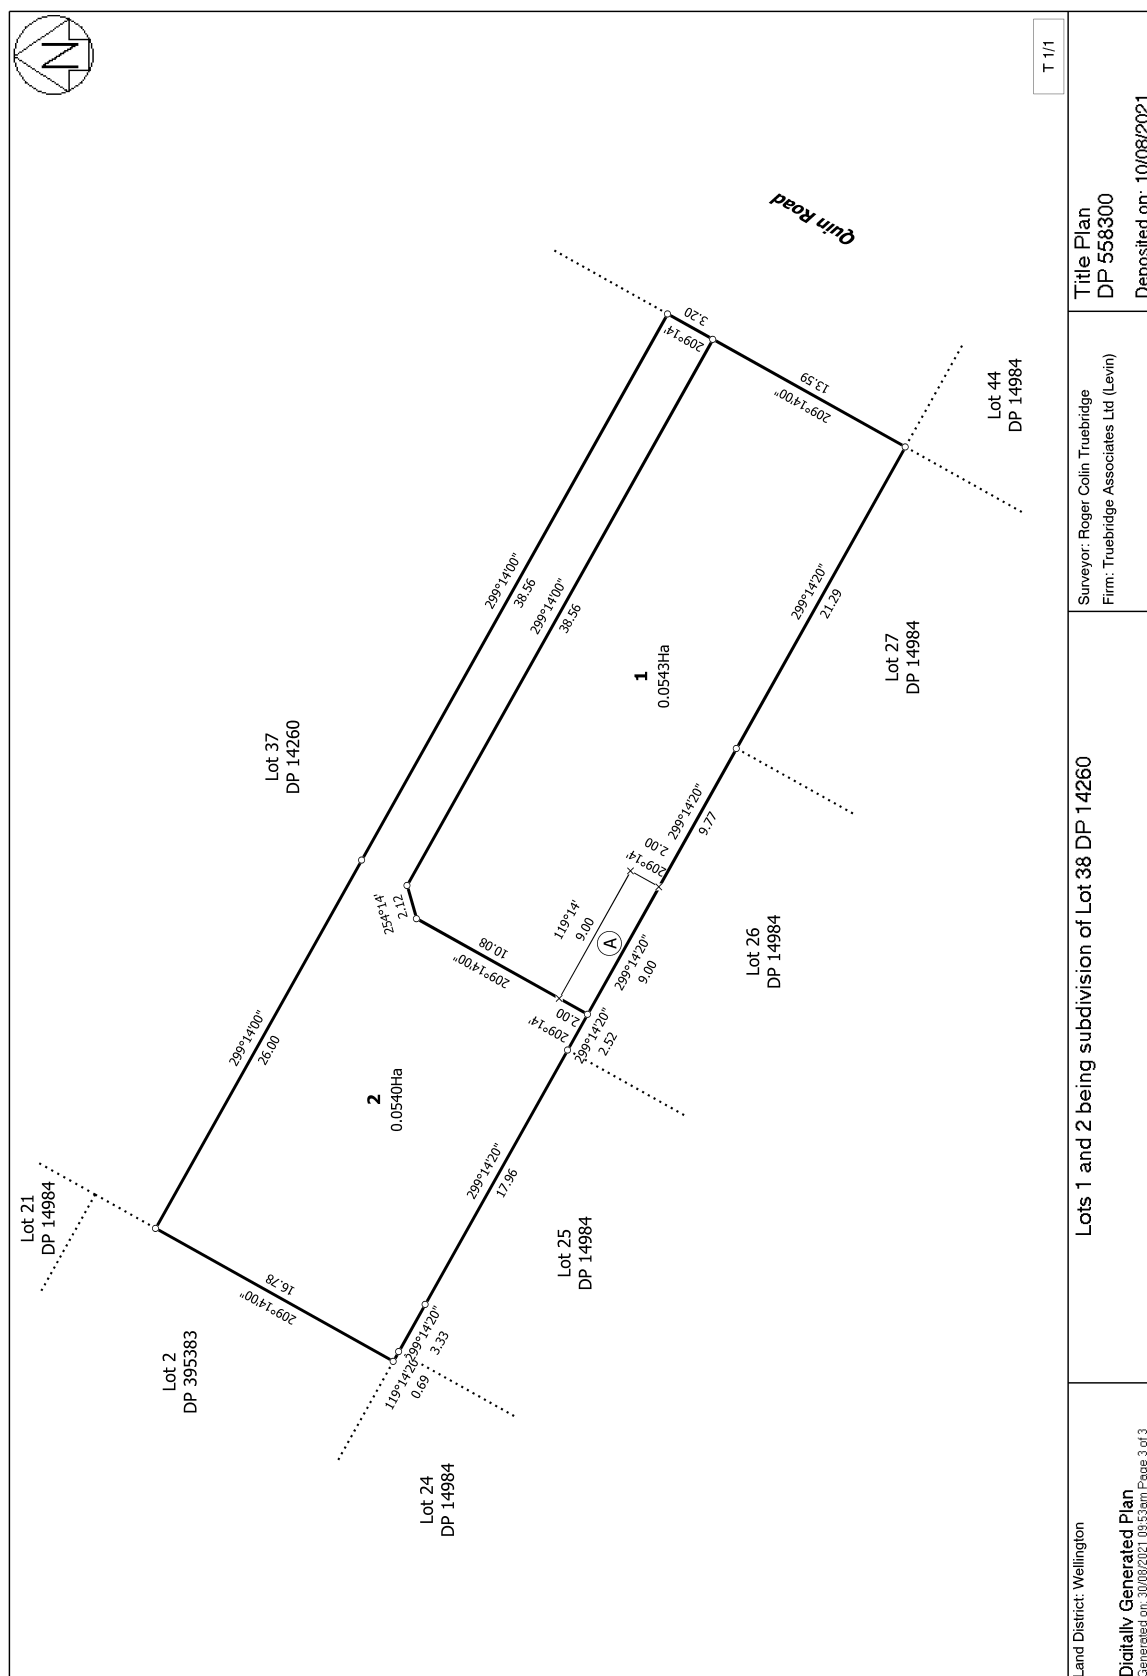 N
T 1/1
Quin Road
Lot 21
DP 14984
Lot 2
DP 395383
Lot 37
DP 14260
Lot 44
DP 14984
Lot 27
DP 14984
Lot 26
DP 14984
Lot 25
DP 14984
Lot 24
DP 14984
299°14'00"
26.00
299°14'00"
38.56
299°14'00"
38.56
209°14'
3.20
209°14'00"
13.59
299°14'20"
21.29
299°14'20"
9.77
299°14'20"
9.00
299°14'20"
2.52
299°14'20"
17.96
299°14'20"
3.33
119°14'20"
0.69
209°14'00"
16.78
254°14'
2.12
209°14'00"
10.08
209°14'
2.00
119°14'
9.00
209°14'
2.00
A
1
0.0543Ha
2
0.0540Ha
Land District: Wellington
Digitally Generated Plan
Generated on: 30/08/2021 09:53am Page 3 of 3
Lots 1 and 2 being subdivision of Lot 38 DP 14260
Surveyor: Roger Colin Truebridge
Firm: Truebridge Associates Ltd (Levin)
Title Plan
DP 558300
Deposited on: 10/08/2021